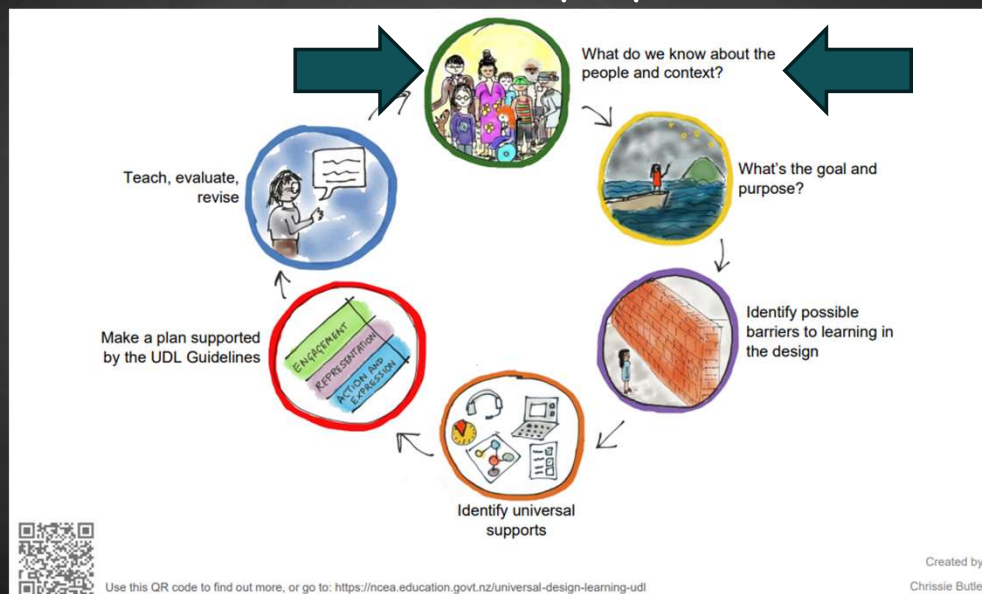 What do we know about the
people and context?
What's the goal and
purpose?
Identify possible
barriers to learning in
the design
Identify universal
supports
Make a plan supported
by the UDL Guidelines
ENGAGEMENT
REPRESENTATION
ACTION AND
EXPRESSION
Teach, evaluate,
revise
Use this QR code to find out more, or go to: https://ncea.education.govt.nz/universal-design-learning-udl
Created by
Chrissie Butle